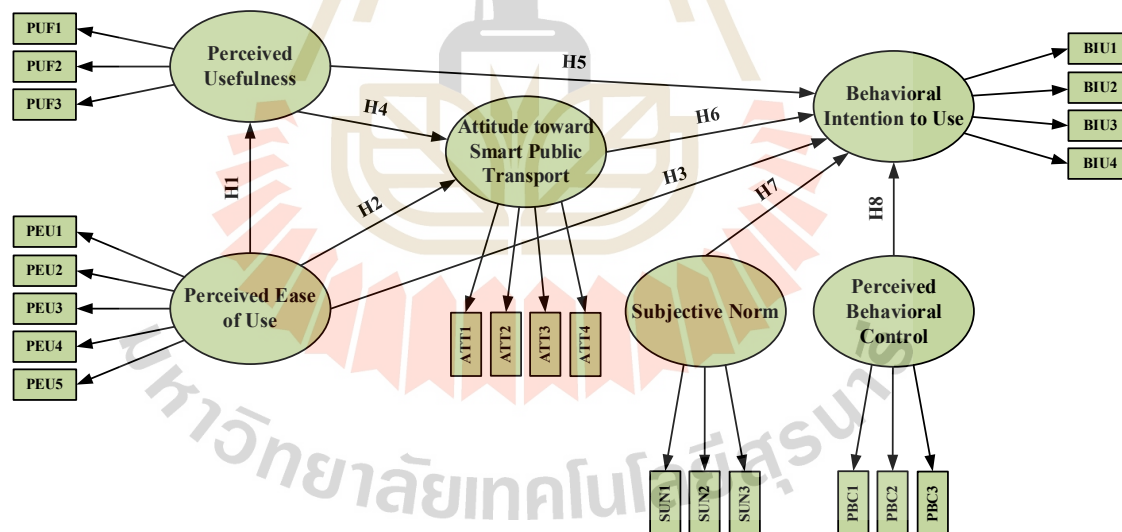 PUF1
PUF2
PUF3
Perceived
Usefulness
H5
H4
Attitude toward
Smart Public
Transport
H6
Behavioral
Intention to Use
BIU1
BIU2
BIU3
BIU4
H1
H2
H3
H7
H8
PEU1
PEU2
PEU3
PEU4
PEU5
Perceived Ease
of Use
ATT1
ATT2
ATT3
ATT4
Subjective Norm
Perceived
Behavioral
Control
SUN1
SUN2
SUN3
PBC1
PBC2
PBC3
มหาวิทยาลัยเทคโนโลยีสุรนารี